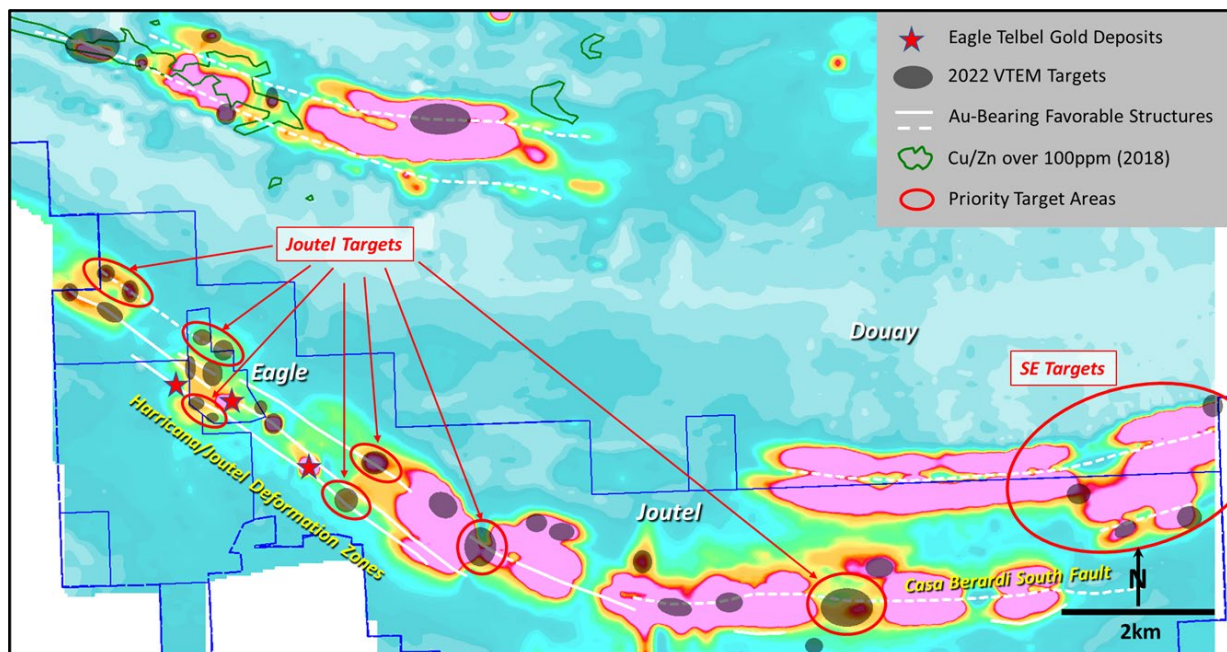 Eagle Telbel Gold Deposits
2022 VTEM Targets
Au-Bearing Favorable Structures
Cu/Zn over 100ppm (2018)
Priority Target Areas
Joutel Targets
Douay
SE Targets
Eagle
Harricana/Joutel Deformation Zones
Joutel
Casa Berardi South Fault
N
2km